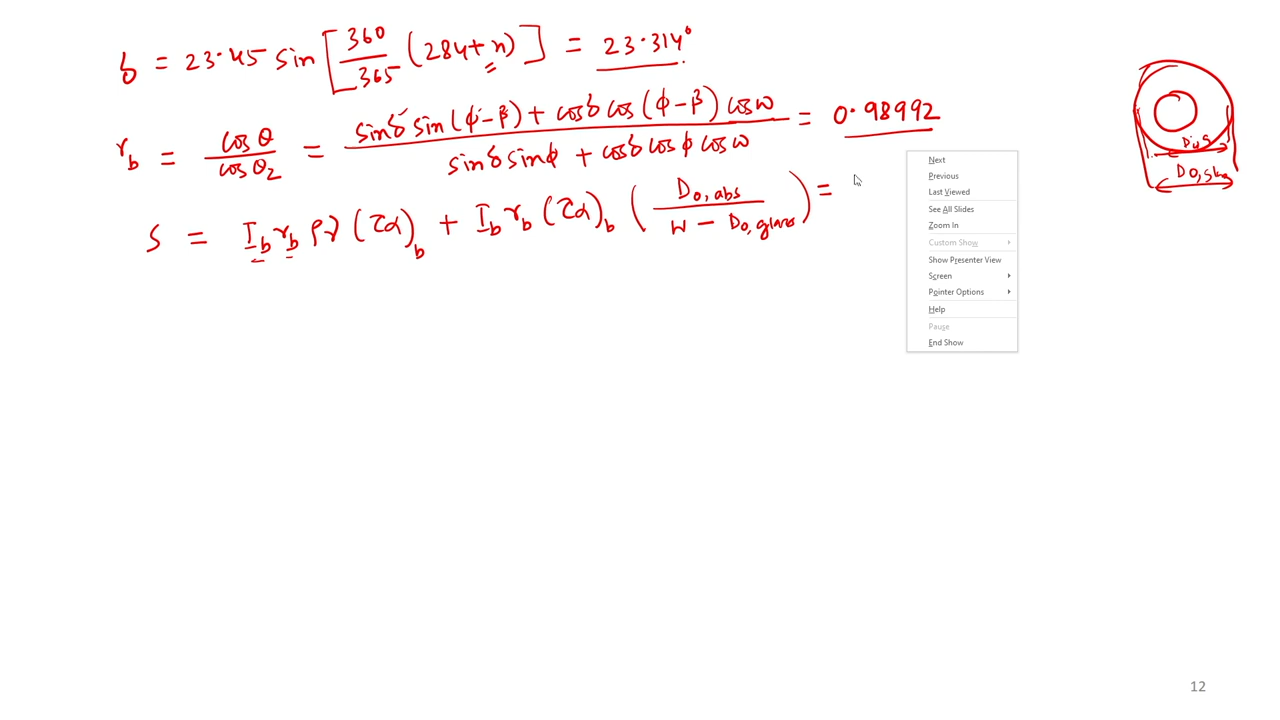 δ = 23.45 sin [ 360/365 (284 + n) ] = 23.314°
r_b = cos θ / cos θ_2 = sin δ sin (ϕ - β) + cos δ cos (ϕ - β) cos ω / sin δ sin ϕ + cos δ cos ϕ cos ω = 0.98992
S = I_b r_b ρ γ (τα)_b + I_b r_b (τα)_b ( D_o,abs / W - D_o,glass ) =
Next
Previous
Last Viewed
See All Slides
Zoom In
Custom Show
Show Presenter View
Screen
Pointer Options
Help
Pause
End Show
12